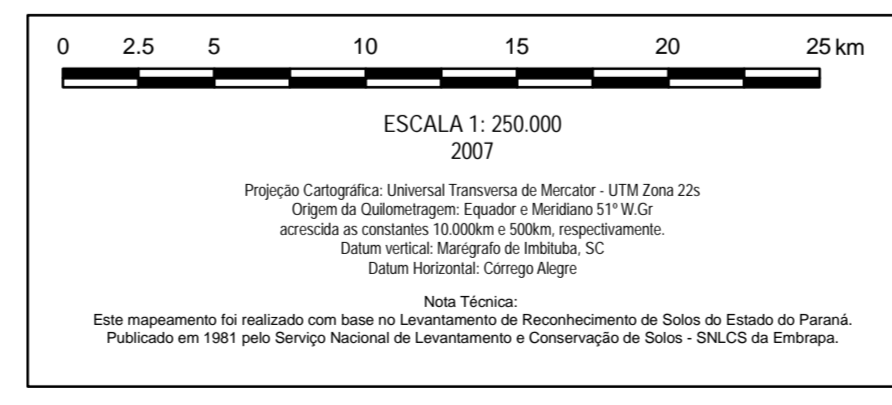 0 2.5 5 10 15 20 25 km
ESCALA 1: 250.000
2007
Projeção Cartográfica: Universal Transversa de Mercator - UTM Zona 22s
Origem da Quilometragem: Equador e Meridiano 51º W.Gr
acrescida as constantes 10.000km e 500km, respectivamente.
Datum vertical: Marégrafo de Imbituba, SC
Datum Horizontal: Córrego Alegre
Nota Técnica:
Este mapeamento foi realizado com base no Levantamento de Reconhecimento de Solos do Estado do Paraná.
Publicado em 1981 pelo Serviço Nacional de Levantamento e Conservação de Solos - SNLCS da Embrapa.